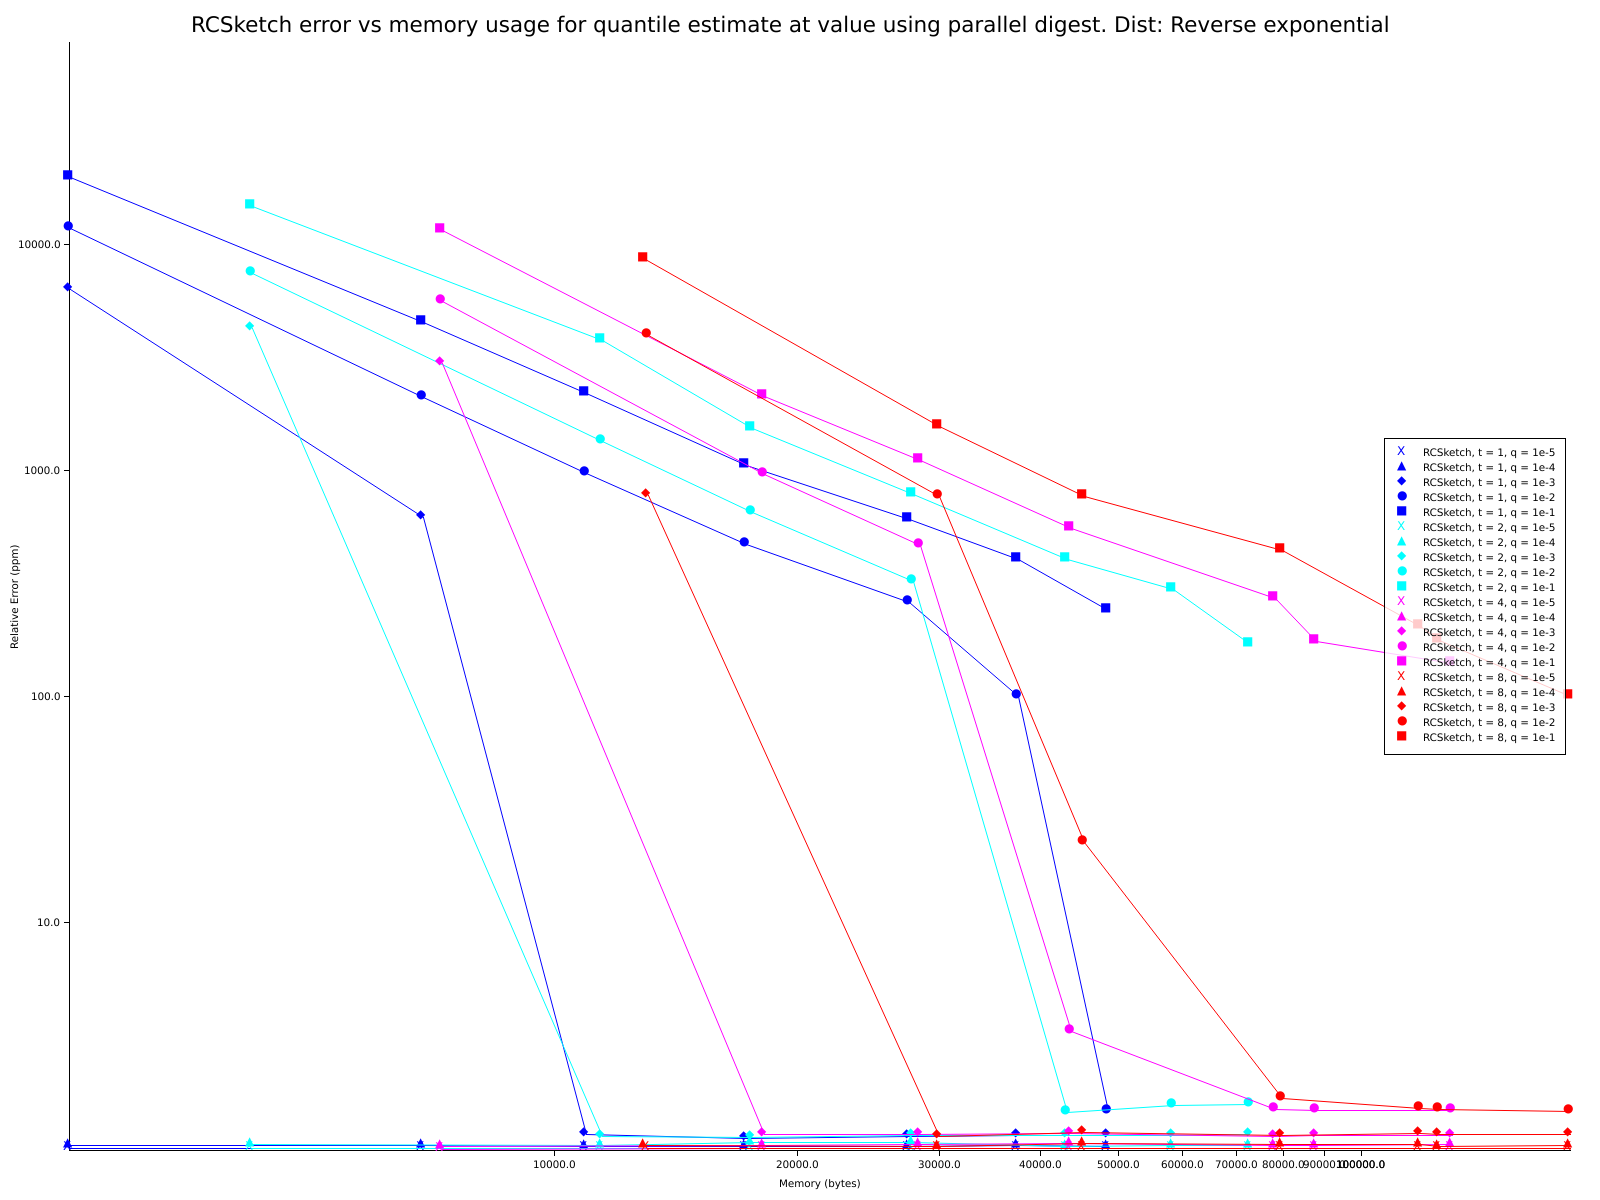 RCSketch error vs memory usage for quantile estimate at value using parallel digest. Dist: Reverse exponential
Relative Error (ppm)
10000.0
1000.0
100.0
10.0
X RCSketch, t = 1, q = 1e-5
RCSketch, t = 1, q = 1e-4
RCSketch, t = 1, q = 1e-3
RCSketch, t = 1, q = 1e-2
RCSketch, t = 1, q = 1e-1
X RCSketch, t = 2, q = 1e-5
RCSketch, t = 2, q = 1e-4
RCSketch, t = 2, q = 1e-3
RCSketch, t = 2, q = 1e-2
RCSketch, t = 2, q = 1e-1
X RCSketch, t = 4, q = 1e-5
RCSketch, t = 4, q = 1e-4
RCSketch, t = 4, q = 1e-3
RCSketch, t = 4, q = 1e-2
RCSketch, t = 4, q = 1e-1
X RCSketch, t = 8, q = 1e-5
RCSketch, t = 8, q = 1e-4
RCSketch, t = 8, q = 1e-3
RCSketch, t = 8, q = 1e-2
RCSketch, t = 8, q = 1e-1
10000.0 20000.0 30000.0 40000.0 50000.0 60000.0 70000.0 80000.0 90000.0 100000.0
Memory (bytes)